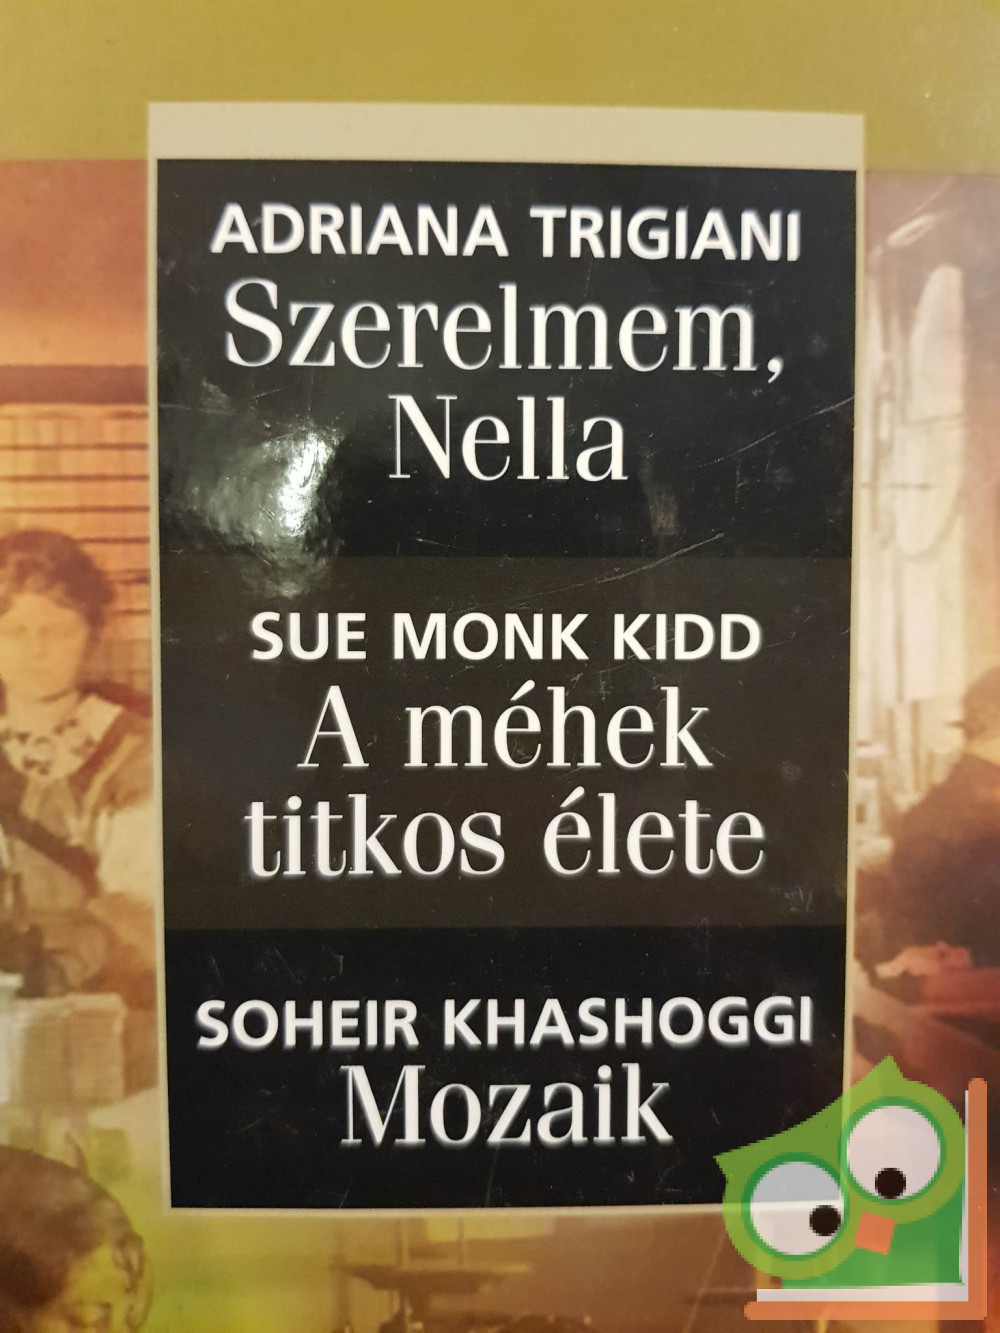 ADRIANA TRIGIANI
Szerelmem,
Nella
SUE MONK KIDD
A méhek
titkos élete
SOHEIR KHASHOGGI
Mozaik